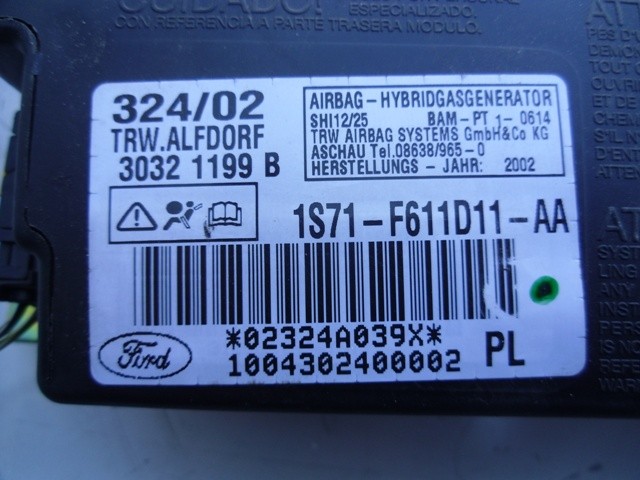 CUIDADO!
ESPECIALIZADO.
REFERASE A PARTE TRASERA MODULO.
324/02
TRW.ALFDORF
3032 1199 B
AIRBAG-HYBRIDGASGENERATOR
SHI12/25 BAM-PT 1-0614
TRW AIRBAG SYSTEMS GmbH&Co KG
ASCHAU Tel.08638/965-0
HERSTELLUNGS-JAHR: 2002
1S71-F611D11-AA
*02324A039X*
1004302400002
PL
Ford